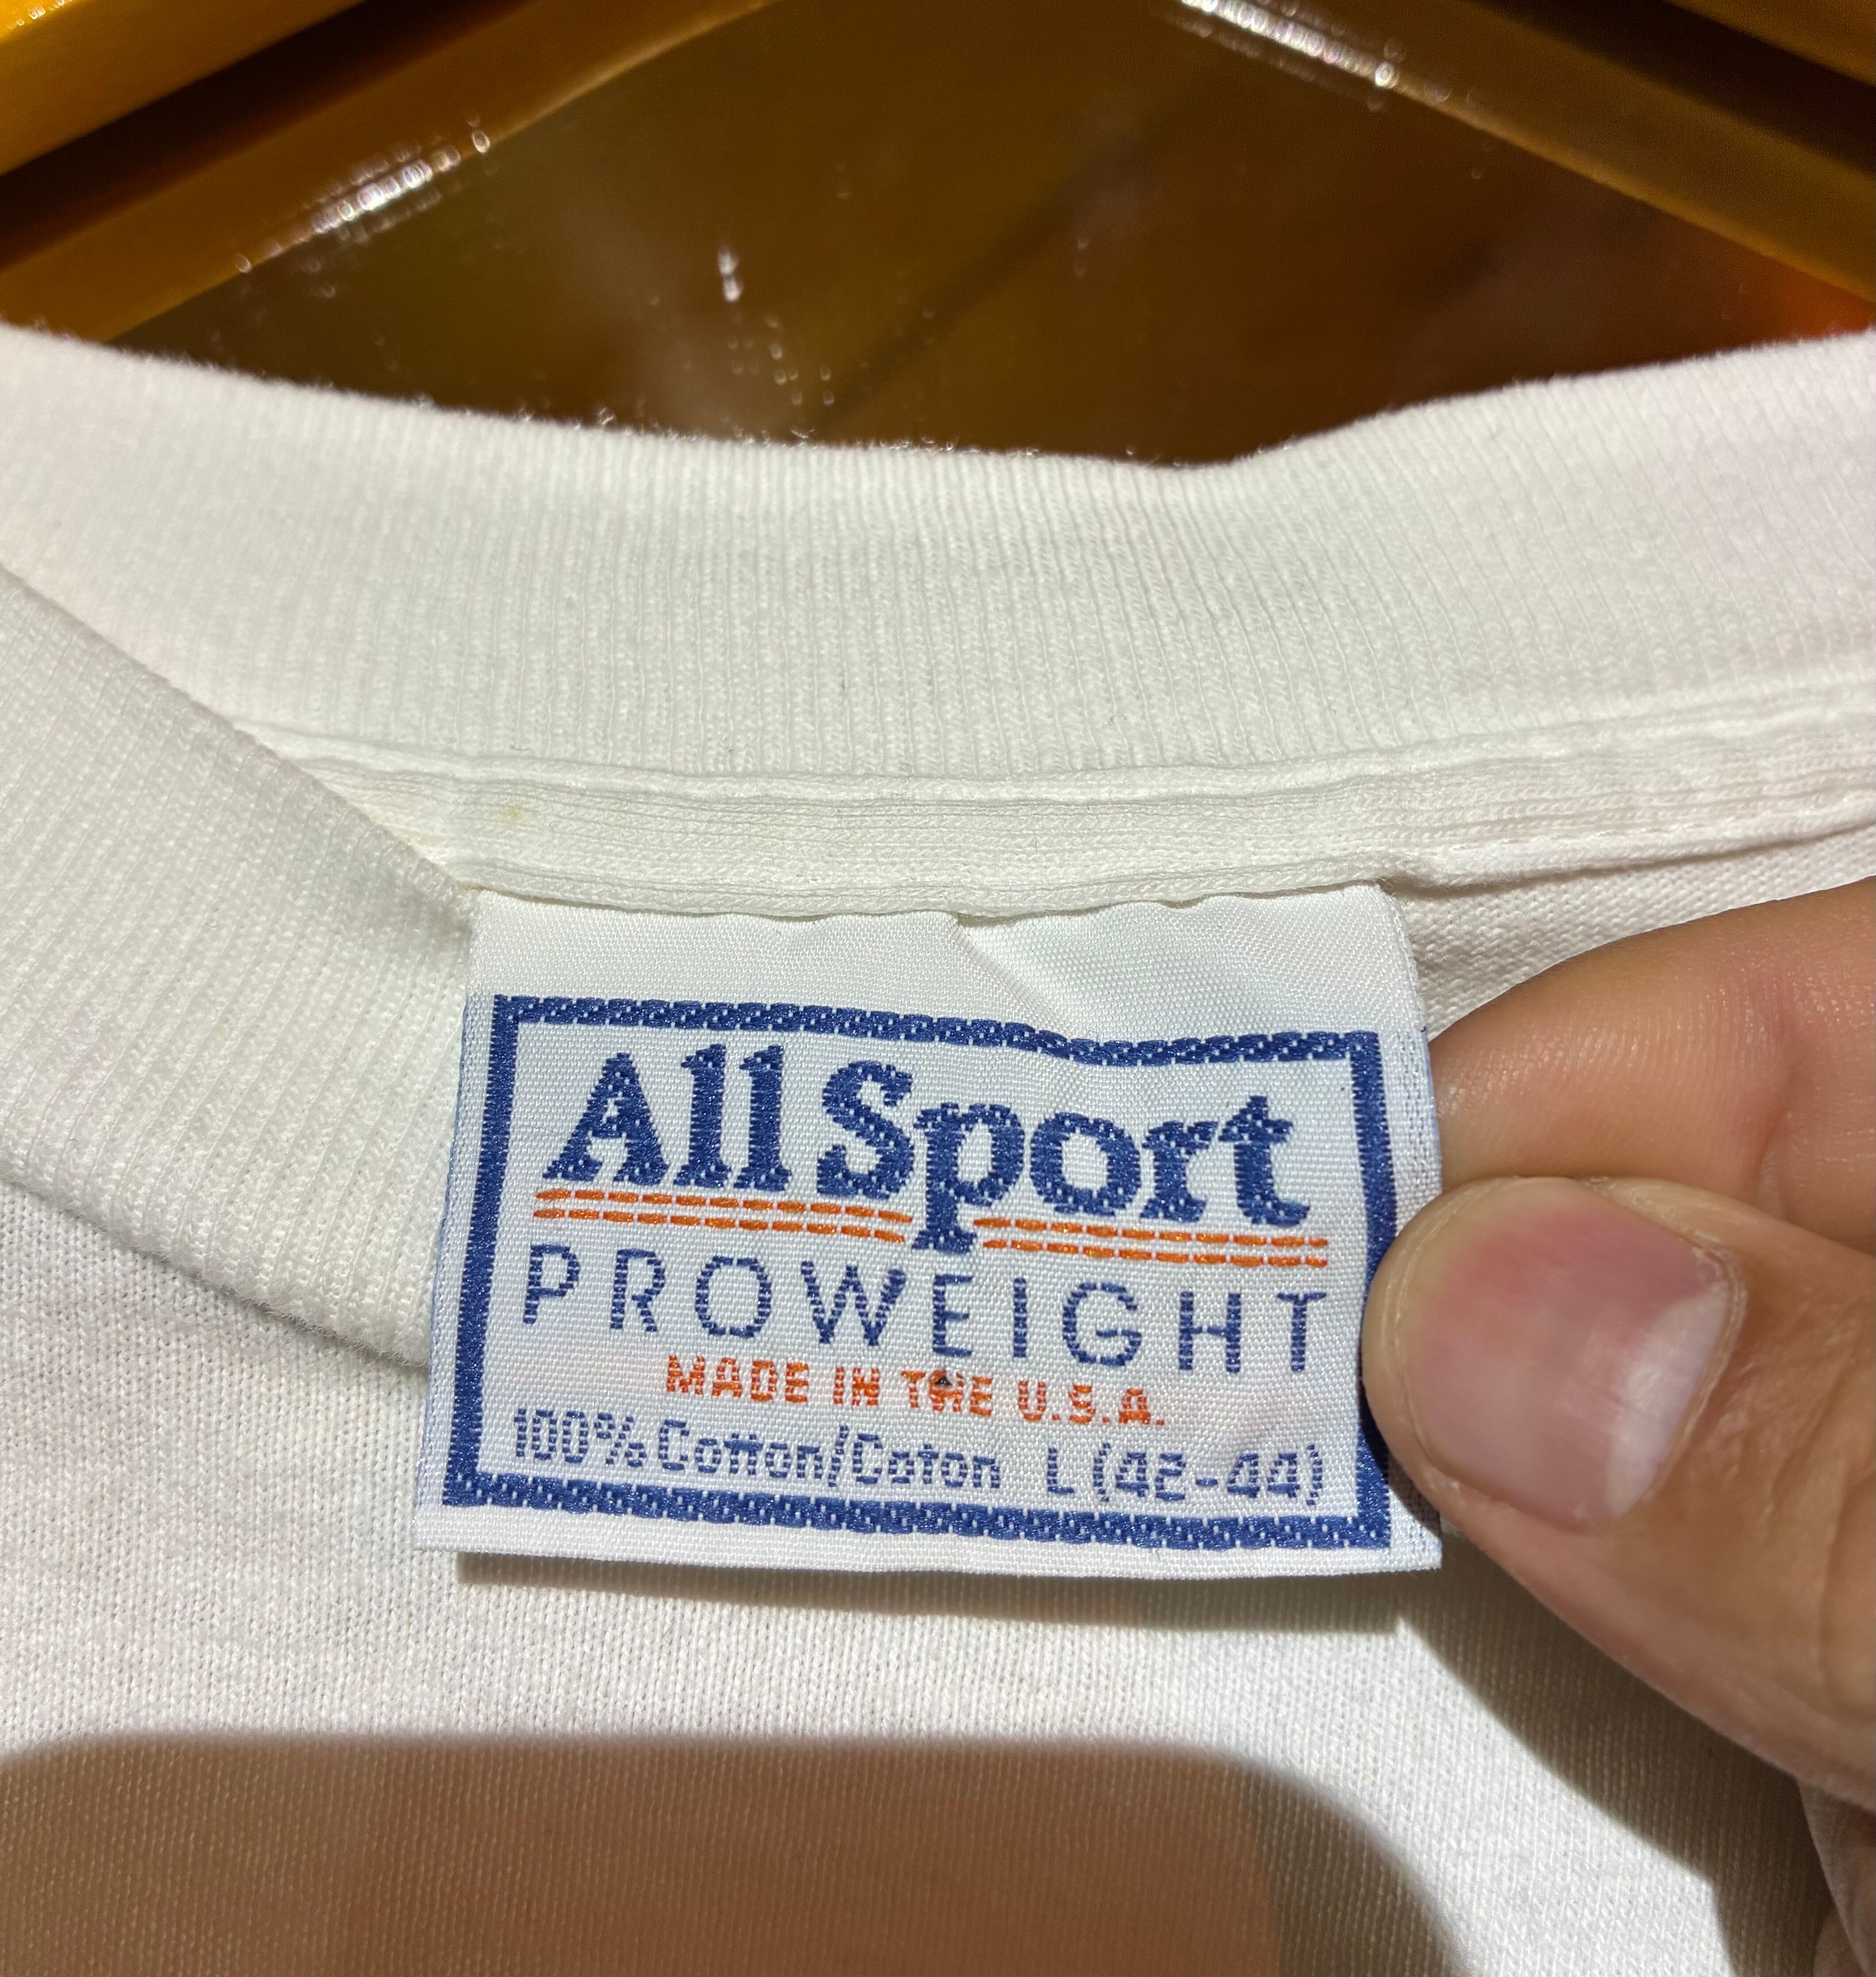 All Sport
PROWEIGHT
MADE IN THE U.S.A.
100% Cotton/Coton L (42-44)